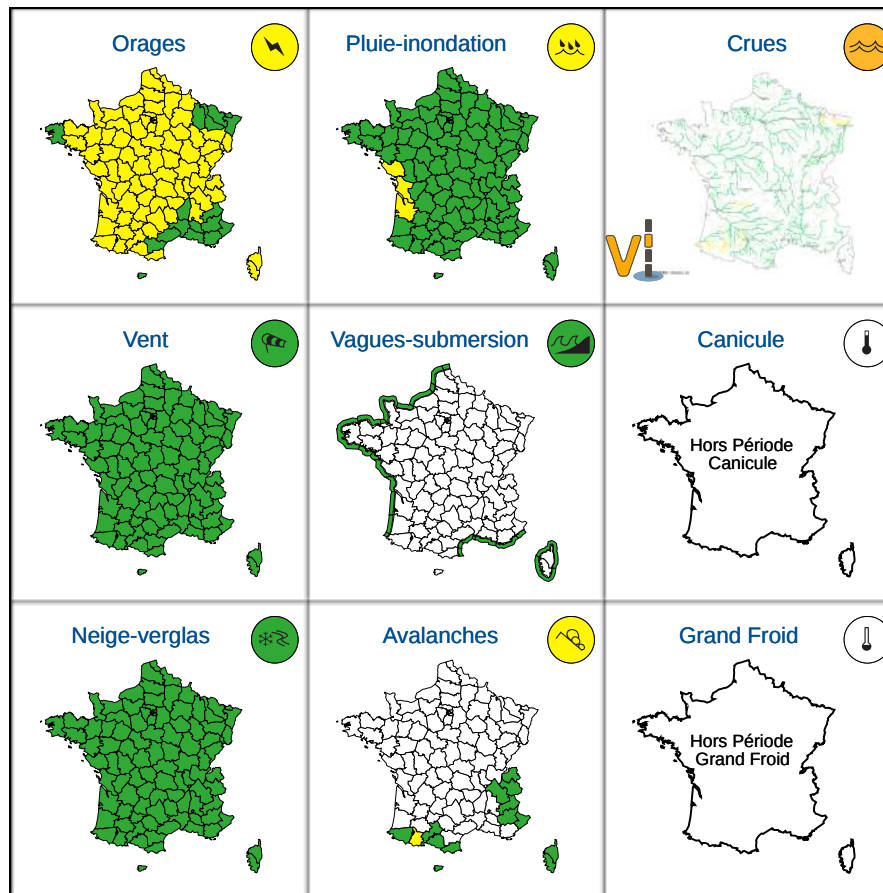 Orages
Pluie-inondation
Crues
Vi
Vent
Vagues-submersion
Canicule
Hors Période
Canicule
Neige-verglas
Avalanches
Grand Froid
Hors Période
Grand Froid